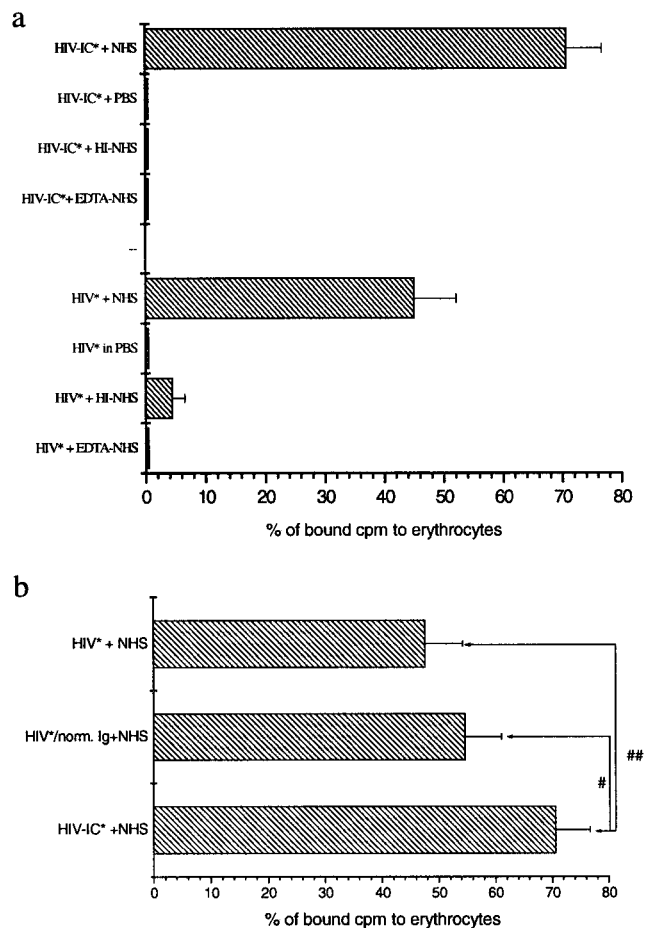 a
HIV-IC* + NHS
HIV-IC* + PBS
HIV-IC* + HI-NHS
HIV-IC*+ EDTA-NHS
--
HIV* + NHS
HIV* in PBS
HIV* + HI-NHS
HIV* + EDTA-NHS
0 10 20 30 40 50 60 70 80
% of bound cpm to erythrocytes
b
HIV* + NHS
HIV*/norm. Ig+NHS
HIV-IC* +NHS
##
#
0 10 20 30 40 50 60 70 80
% of bound cpm to erythrocytes